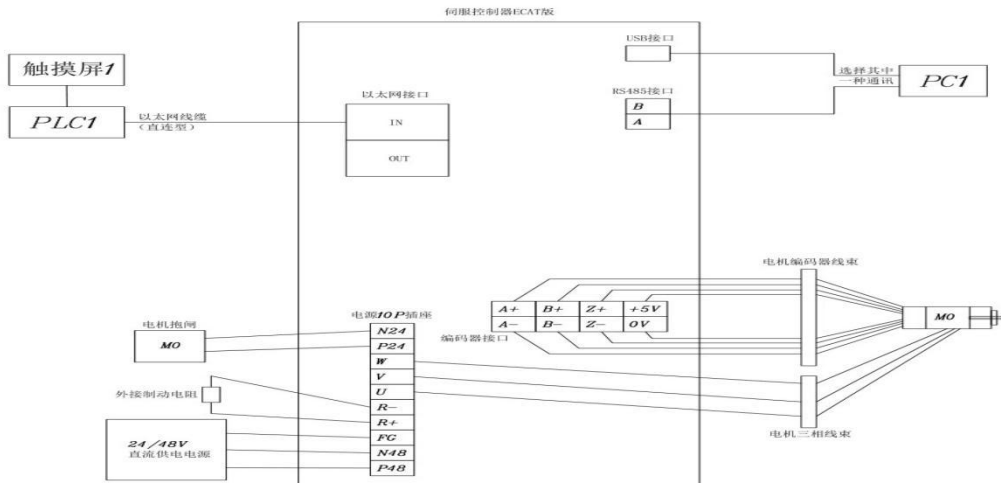 伺服控制器ECAT版
USB接口
触摸屏1
选择其中
一种通讯
PC1
以太网接口
RS485接口
PLC1
以太网线缆
(直连型)
IN
B
A
OUT
电机编码器线束
A+ B+ Z+ +5V
A- B- Z- 0V
编码器接口
MO
电源10P插座
电机抱闸
MO
N24
P24
W
V
U
R-
R+
FG
N48
P48
外接制动电阻
24/48V
直流供电电源
电机三相线束